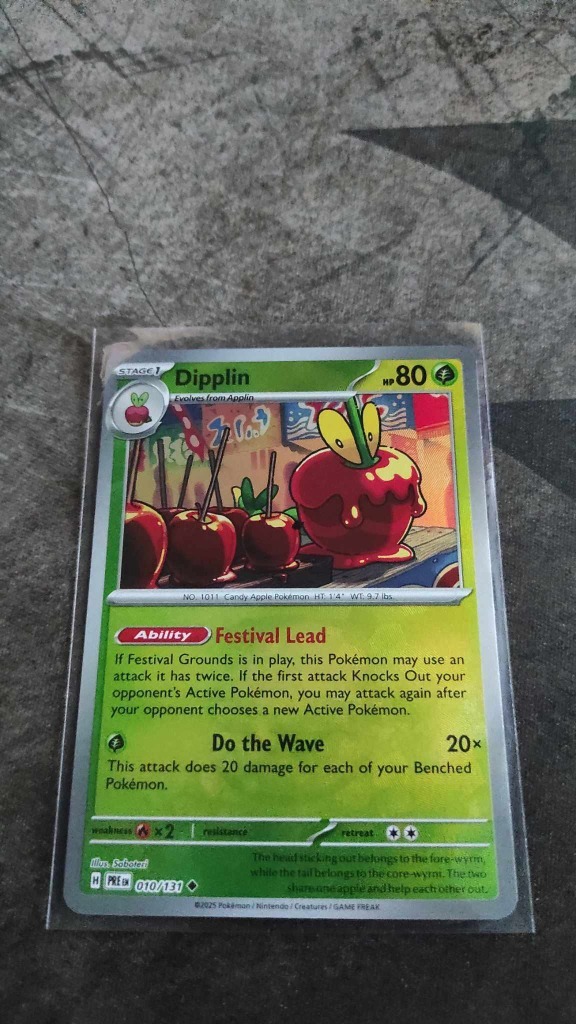 STAGE 1
Dipplin
HP 80
Evolves from Applin
NO. 1011 Candy Apple Pokémon HT: 1'4" WT: 9.7 lbs.
Ability Festival Lead
If Festival Grounds is in play, this Pokémon may use an
attack it has twice. If the first attack Knocks Out your
opponent's Active Pokémon, you may attack again after
your opponent chooses a new Active Pokémon.
Do the Wave 20×
This attack does 20 damage for each of your Benched
Pokémon.
weakness ×2 resistance retreat
Illus. Saboteri
The head sticking out belongs to the fore-wyrm,
while the tail belongs to the core-wyrm. The two
share one apple and help each other out.
H PRE EN 010/131
©2025 Pokémon / Nintendo / Creatures / GAME FREAK